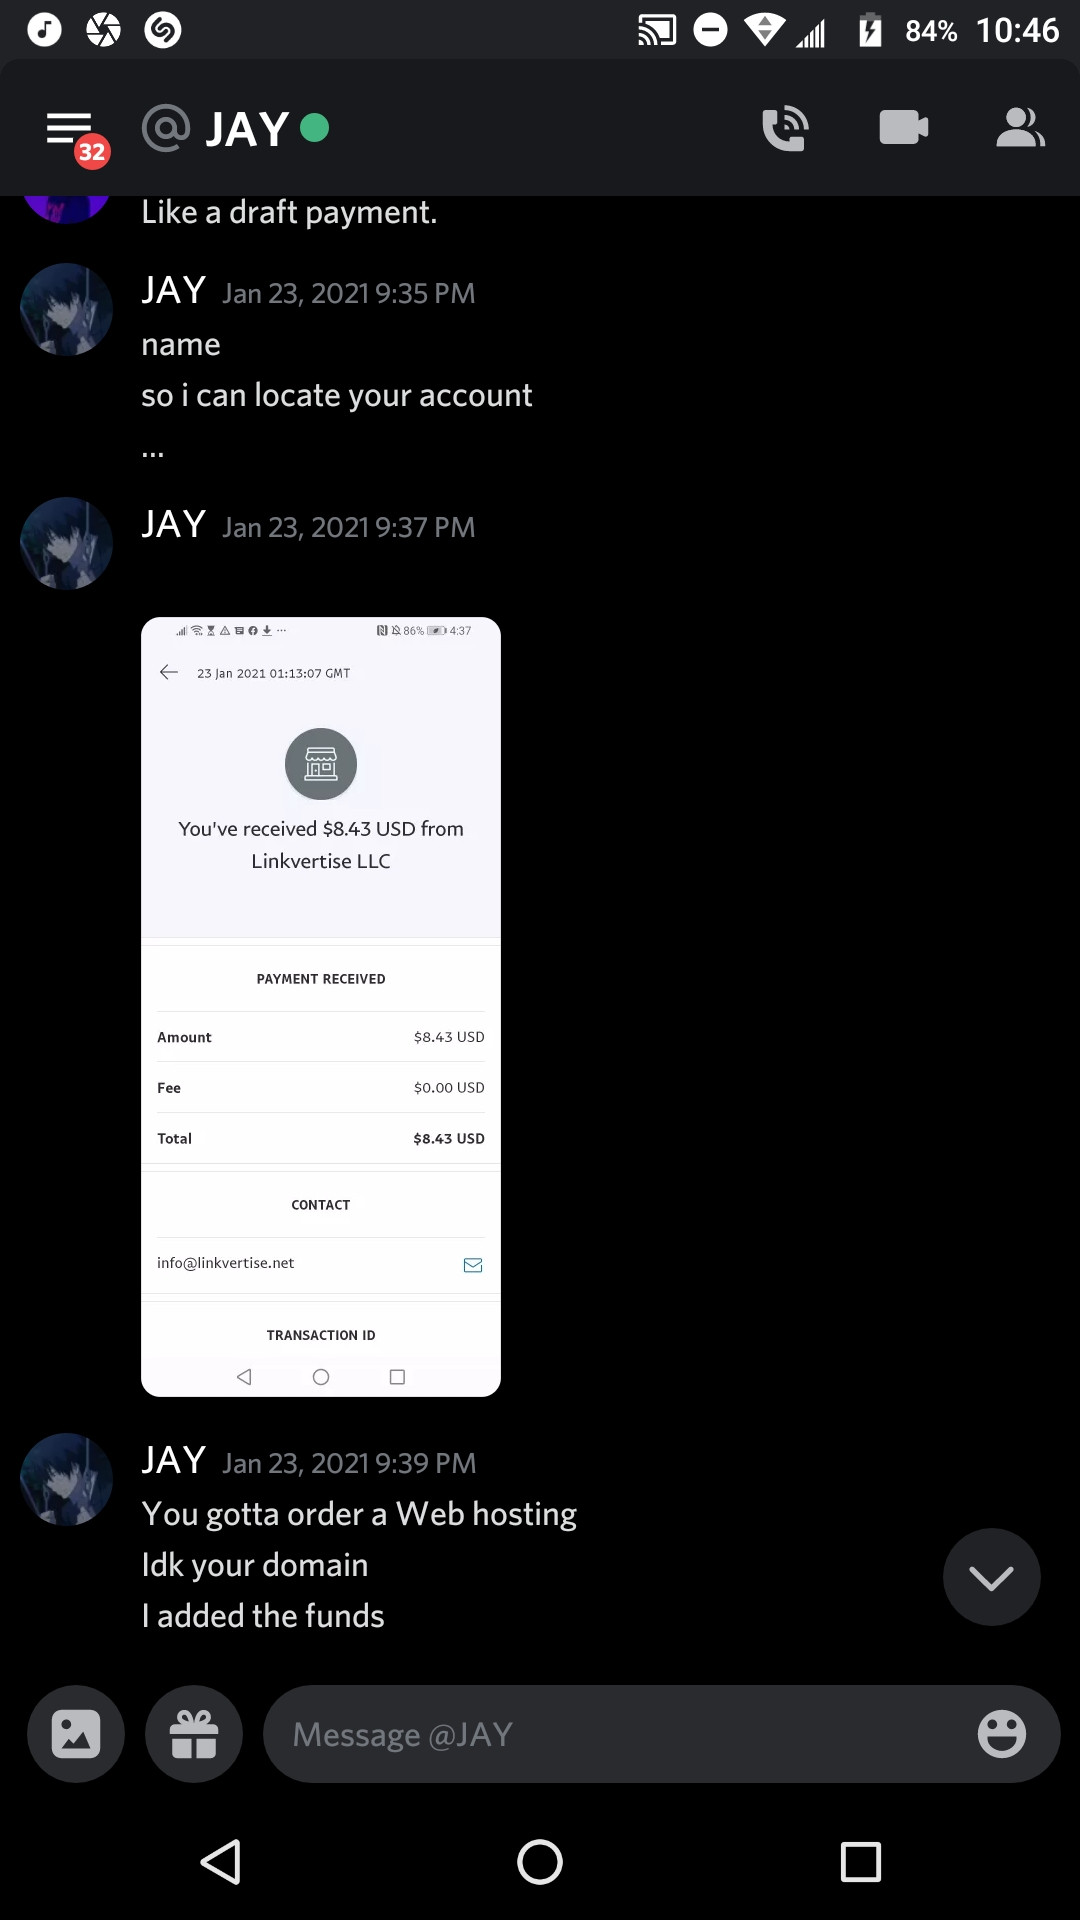 84% 10:46
32
@ JAY
Like a draft payment.
JAY Jan 23, 2021 9:35 PM
name
so i can locate your account
...
JAY Jan 23, 2021 9:37 PM
86% 4:37
23 Jan 2021 01:13:07 GMT
You've received $8.43 USD from
Linkvertise LLC
PAYMENT RECEIVED
Amount $8.43 USD
Fee $0.00 USD
Total $8.43 USD
CONTACT
info@linkvertise.net
TRANSACTION ID
JAY Jan 23, 2021 9:39 PM
You gotta order a Web hosting
Idk your domain
I added the funds
Message @JAY